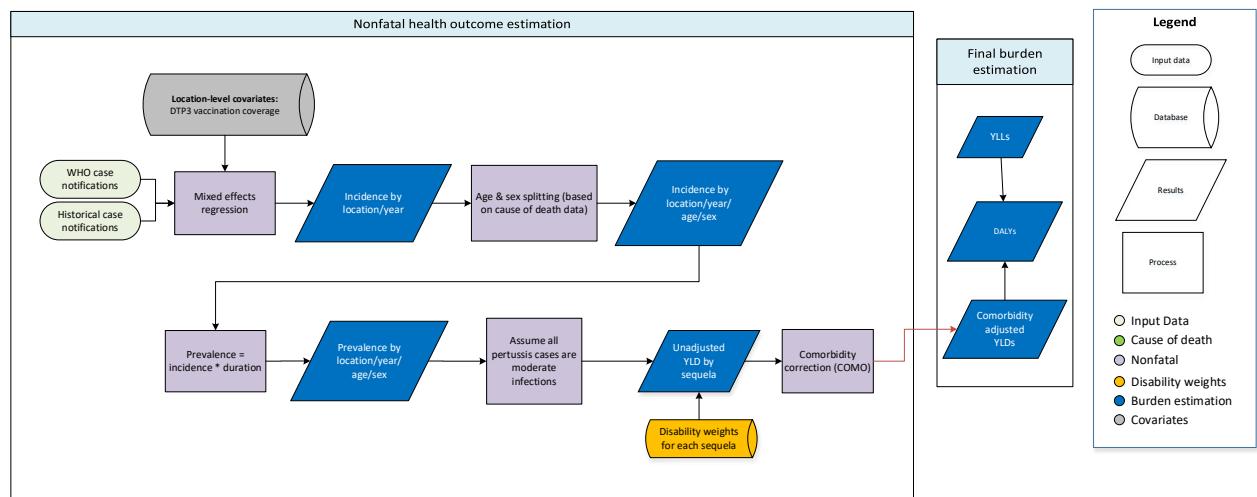 Nonfatal health outcome estimation
Location-level covariates:
DTP3 vaccination coverage
WHO case
notifications
Historical case
notifications
Mixed effects
regression
Incidence by
location/year
Age & sex splitting (based
on cause of death data)
Incidence by
location/year/
age/sex
Prevalence =
incidence * duration
Prevalence by
location/year/
age/sex
Assume all
pertussis cases are
moderate
infections
Unadjusted
YLD by
sequela
Disability weights
for each sequela
Comorbidity
correction (COMO)
Final burden
estimation
YLLs
DALYs
Comorbidity
adjusted
YLDs
Legend
Input data
Database
Results
Process
Input Data
Cause of death
Nonfatal
Disability weights
Burden estimation
Covariates